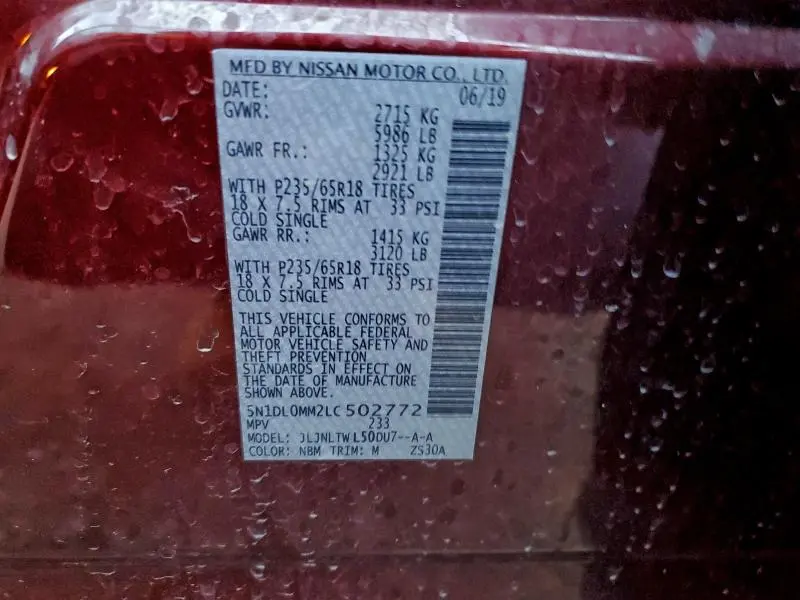 MFD BY NISSAN MOTOR CO., LTD.
DATE: 06/19
GVWR: 2715 KG
5986 LB
GAWR FR.: 1325 KG
2921 LB
WITH P235/65R18 TIRES
18 X 7.5 RIMS AT 33 PSI
COLD SINGLE
GAWR RR.: 1415 KG
3120 LB
WITH P235/65R18 TIRES
18 X 7.5 RIMS AT 33 PSI
COLD SINGLE
THIS VEHICLE CONFORMS TO
ALL APPLICABLE FEDERAL
MOTOR VEHICLE SAFETY AND
THEFT PREVENTION
STANDARDS IN EFFECT ON
THE DATE OF MANUFACTURE
SHOWN ABOVE.
5N1DL0MM2LC502772
MPV 233
MODEL: JLJNLTWL50DU7--A-A
COLOR: NBM TRIM: M ZS30A